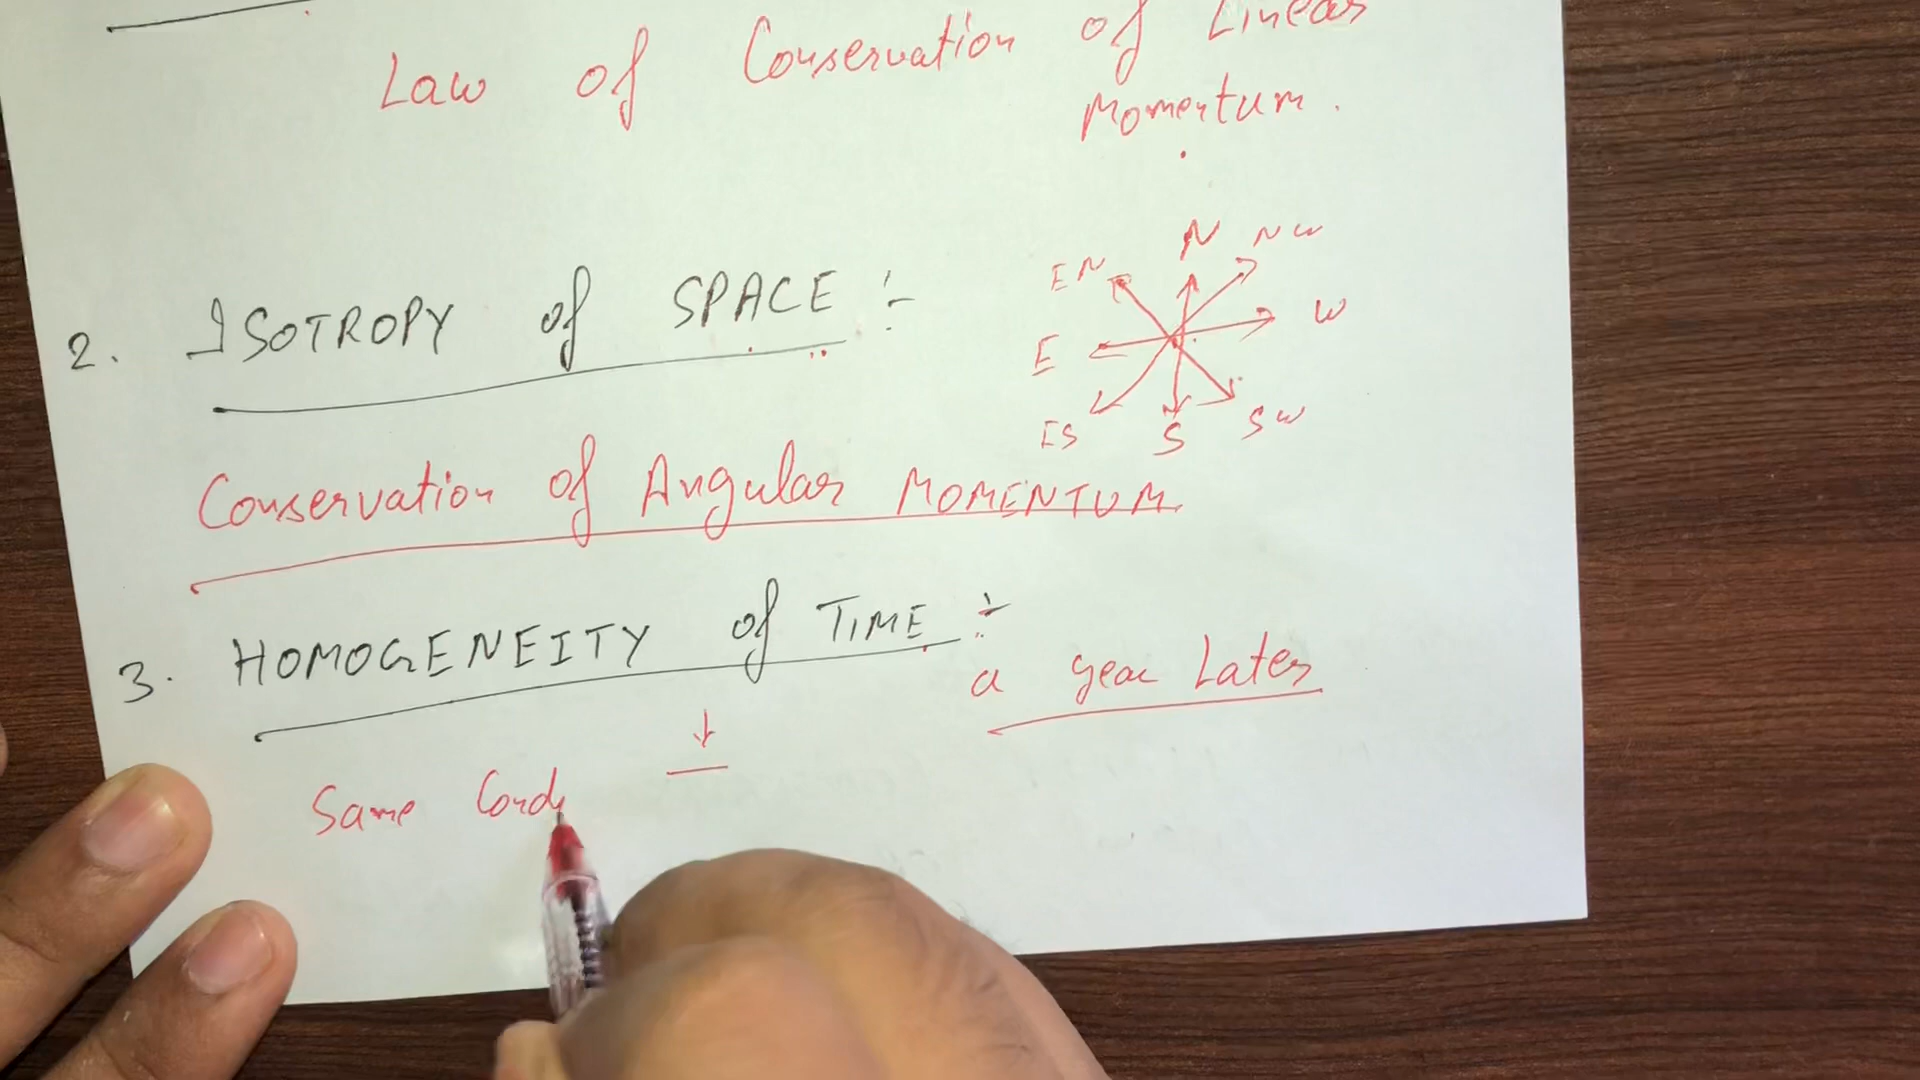 Law of Conservation of Linear
Momentum.
2. ISOTROPY of SPACE :-
N NW
EN
W
E
ES S SW
Conservation of Angular MOMENTUM
3. HOMOGENEITY of TIME :-
a year Later
↓
Same Condi